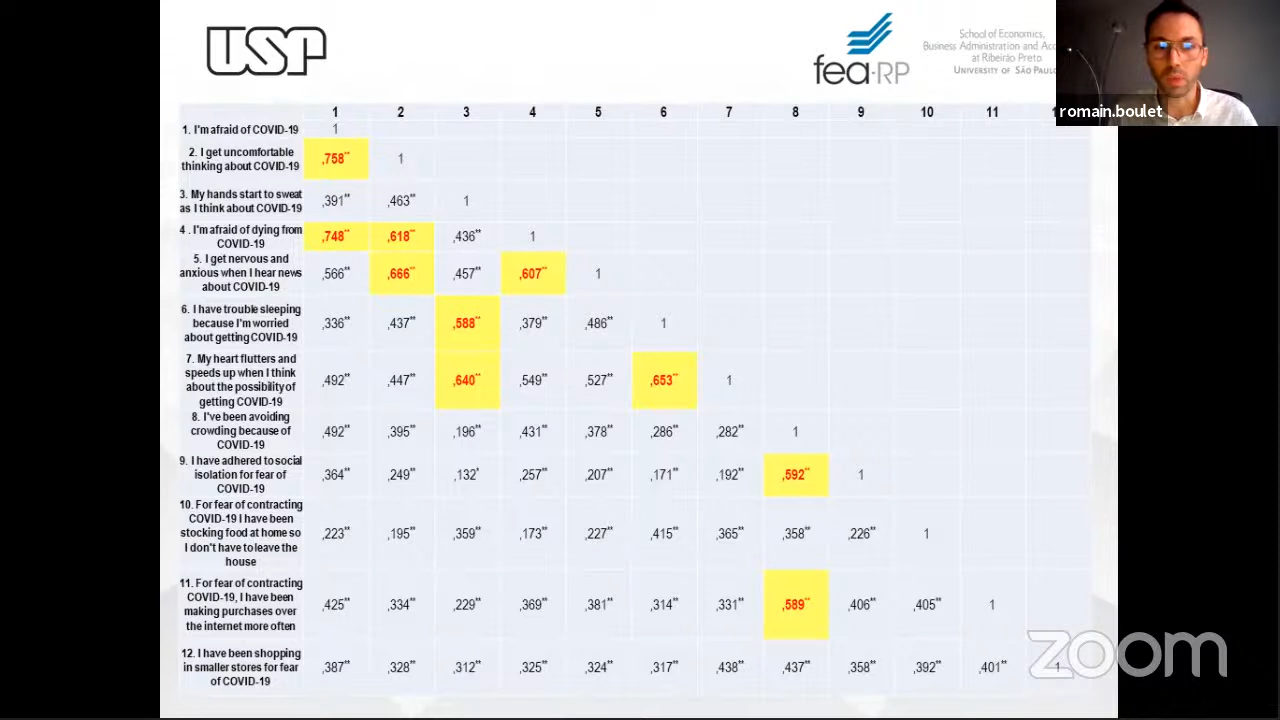 USP
fea-RP
School of Economics,
Business Administration and Acc
at Ribeirão Preto
UNIVERSITY OF SÃO PAULO
romain.boulet
1 2 3 4 5 6 7 8 9 10 11 1
1. I'm afraid of COVID-19 1
2. I get uncomfortable
thinking about COVID-19 ,758** 1
3. My hands start to sweat
as I think about COVID-19 ,391** ,463** 1
4 . I'm afraid of dying from
COVID-19 ,748** ,618** ,436** 1
5. I get nervous and
anxious when I hear news
about COVID-19 ,566** ,666** ,457** ,607** 1
6. I have trouble sleeping
because I'm worried
about getting COVID-19 ,336** ,437** ,588** ,379** ,486** 1
7. My heart flutters and
speeds up when I think
about the possibility of
getting COVID-19 ,492** ,447** ,640** ,549** ,527** ,653** 1
8. I've been avoiding
crowding because of
COVID-19 ,492** ,395** ,196** ,431** ,378** ,286** ,282** 1
9. I have adhered to social
isolation for fear of
COVID-19 ,364** ,249** ,132* ,257** ,207** ,171** ,192** ,592** 1
10. For fear of contracting
COVID-19 I have been
stocking food at home so
I don't have to leave the
house ,223** ,195** ,359** ,173** ,227** ,415** ,365** ,358** ,226** 1
11. For fear of contracting
COVID-19, I have been
making purchases over
the internet more often ,425** ,334** ,229** ,369** ,381** ,314** ,331** ,589** ,406** ,405** 1
12. I have been shopping
in smaller stores for fear
of COVID-19 ,387** ,328** ,312** ,325** ,324** ,317** ,438** ,437** ,358** ,392** ,401** 1
zoom